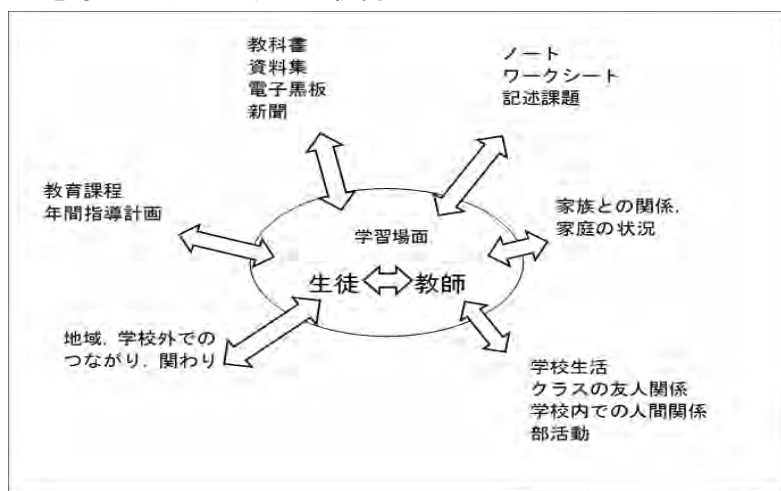 教科書
資料集
電子黒板
新聞
ノート
ワークシート
記述課題
教育課程
年間指導計画
家族との関係，
家庭の状況
学習場面
生徒
教師
地域，学校外での
つながり，関わり
学校生活
クラスの友人関係
学校内での人間関係
部活動